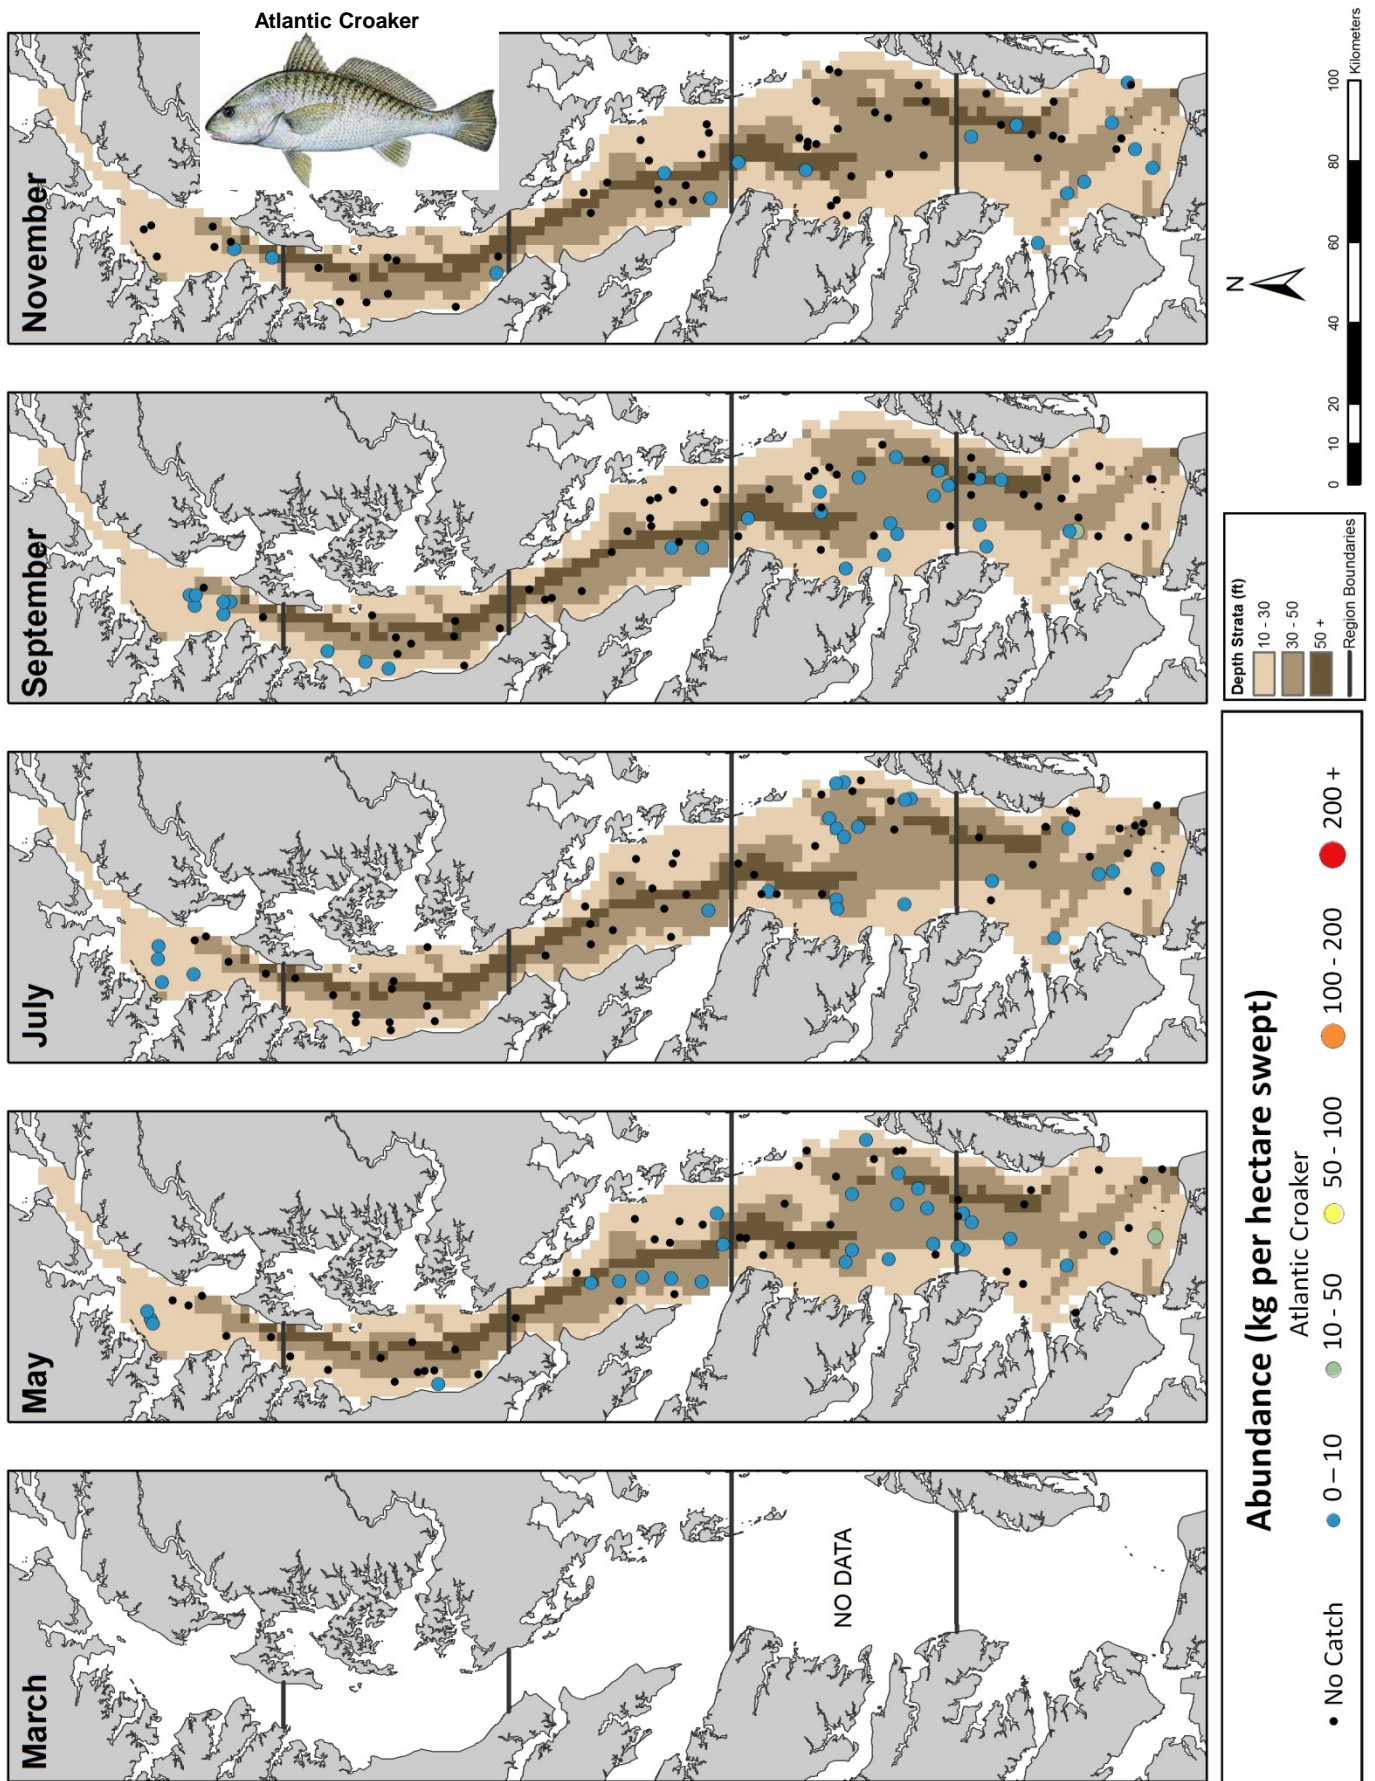 Atlantic Croaker
March
May
July
September
November
NO DATA
N
Abundance (kg per hectare swept)
Atlantic Croaker
No Catch
0 – 10
10 - 50
50 - 100
100 - 200
200 +
Depth Strata (ft)
10 - 30
30 - 50
50 +
Region Boundaries
0 10 20 40 60 80 100
Kilometers